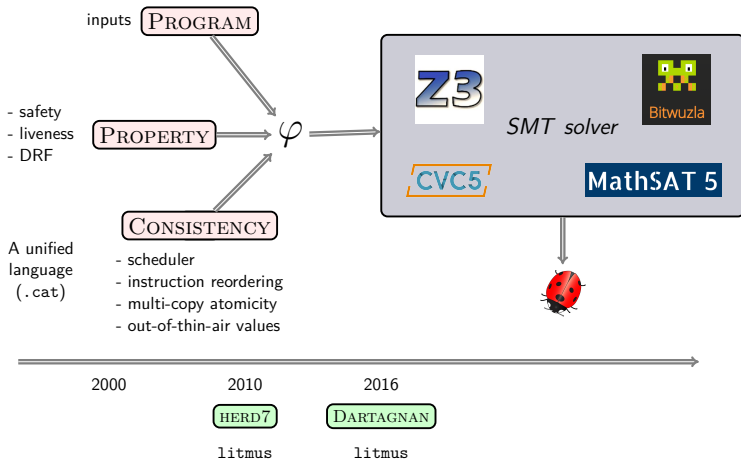 inputs
PROGRAM
- safety
- liveness
- DRF
PROPERTY
φ
Z3
Bitwuzla
SMT solver
CVC5
MathSAT 5
CONSISTENCY
A unified
language
(.cat)
- scheduler
- instruction reordering
- multi-copy atomicity
- out-of-thin-air values
2000
2010
2016
HERD7
DARTAGNAN
litmus
litmus